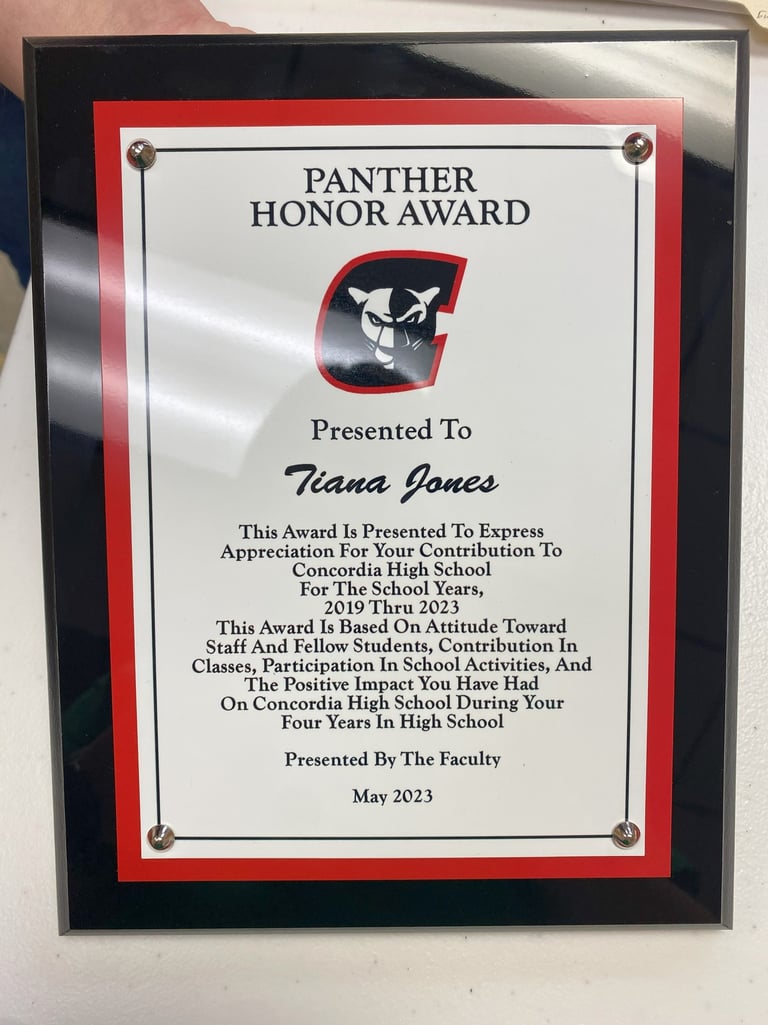 PANTHER
HONOR AWARD
Presented To
Tiana Jones
This Award Is Presented To Express
Appreciation For Your Contribution To
Concordia High School
For The School Years,
2019 Thru 2023
This Award Is Based On Attitude Toward
Staff And Fellow Students, Contribution In
Classes, Participation In School Activities, And
The Positive Impact You Have Had
On Concordia High School During Your
Four Years In High School
Presented By The Faculty
May 2023